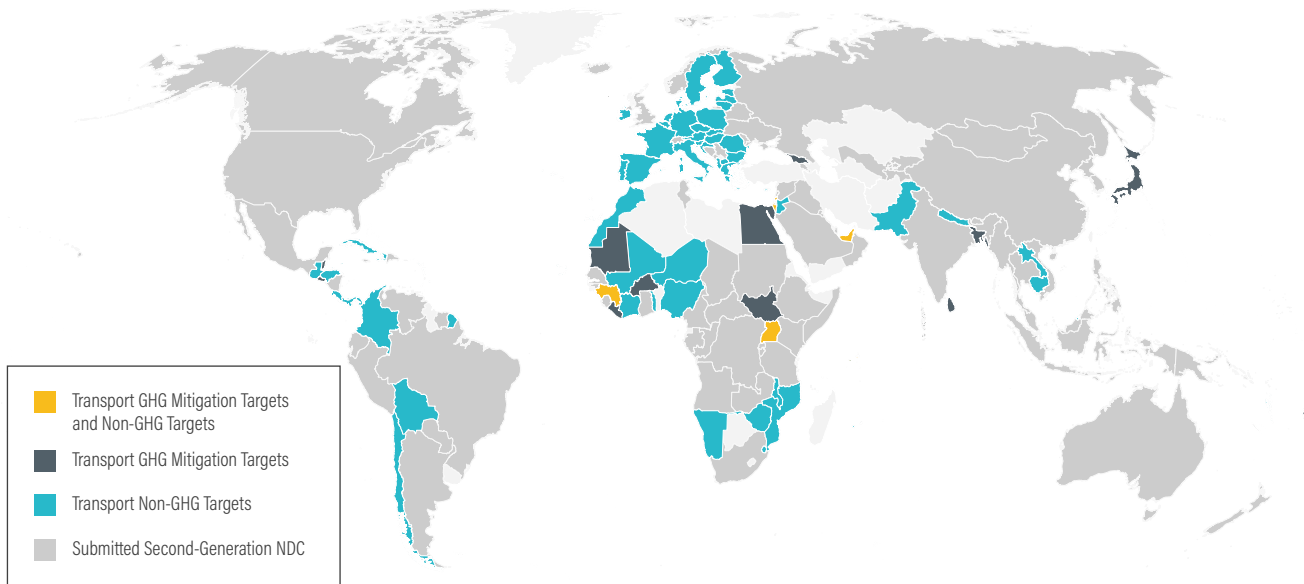 Transport GHG Mitigation Targets
and Non-GHG Targets
Transport GHG Mitigation Targets
Transport Non-GHG Targets
Submitted Second-Generation NDC